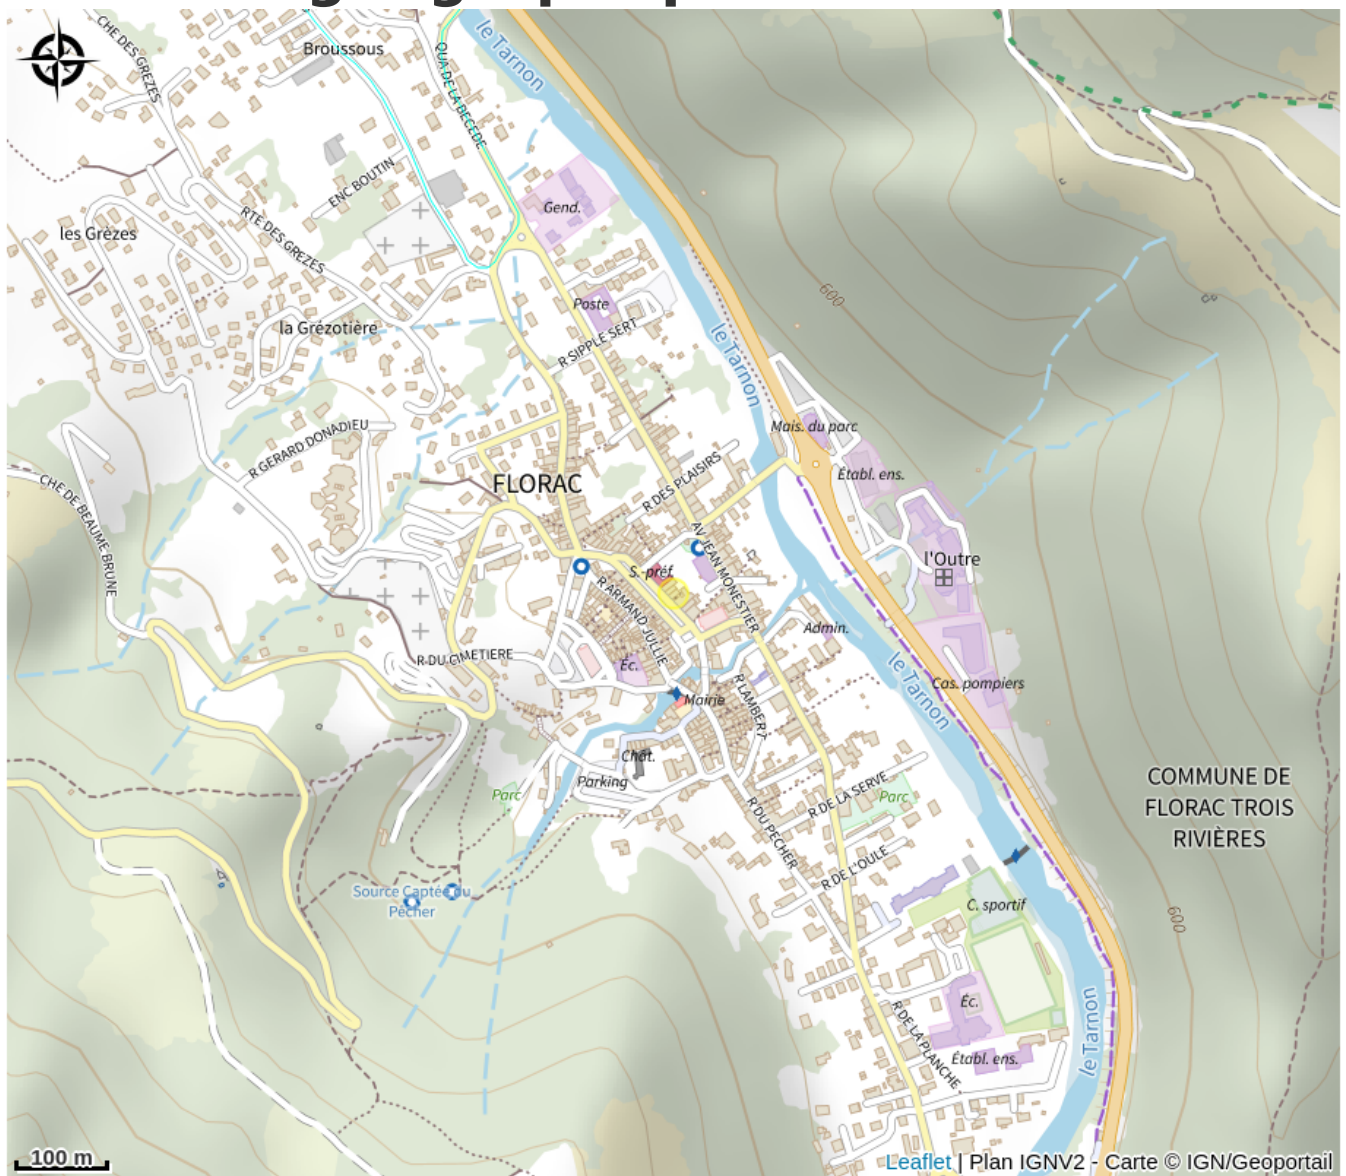 le Tarnon
Broussous
CHE DES GREZES
QUA DE LA BECEDE
ENC BOUTIN
Gend.
les Grèzes
RTE DES GREZES
600
Poste
la Grézotière
R SIPPLE SERT
le Tarnon
Mais. du parc
R GERARD DONADIEU
Établ. ens.
FLORAC
R DES PLAISIRS
CHE DE BEAUME BRUNE
AV JEAN MONESTIER
l'Outre
S.-préf.
R ARMAND JULLIE
Admin.
R DU CIMETIERE
Éc.
le Tarnon
Cas. pompiers
Mairie
R LAMBERT
Chât.
Parking
COMMUNE DE
FLORAC TROIS
RIVIÈRES
Parc
R DE LA SERVE
Parc
R DU PECHER
R DE L'OULE
Source Captée du
Pécher
C. sportif
600
Éc.
R DE LA PLANCHE
le Tarnon
Établ. ens.
100 m
Leaflet | Plan IGNV2 - Carte © IGN/Geoportail